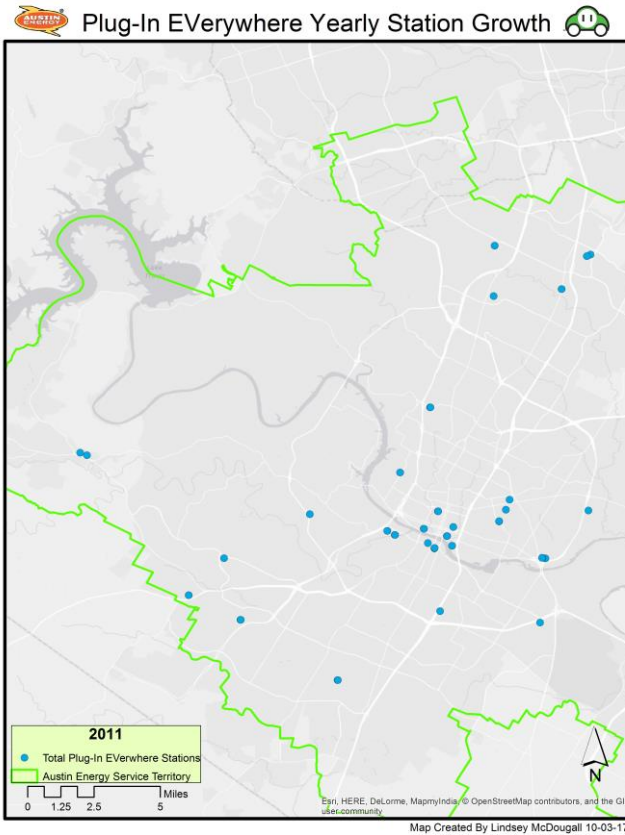 AUSTIN
ENERGY
Plug-In EVerywhere Yearly Station Growth
2011
Total Plug-In EVerwhere Stations
Austin Energy Service Territory
Miles
0 1.25 2.5 5
N
Esri, HERE, DeLorme, MapmyIndia, © OpenStreetMap contributors, and the GI
user community
Map Created By Lindsey McDougall 10-03-17